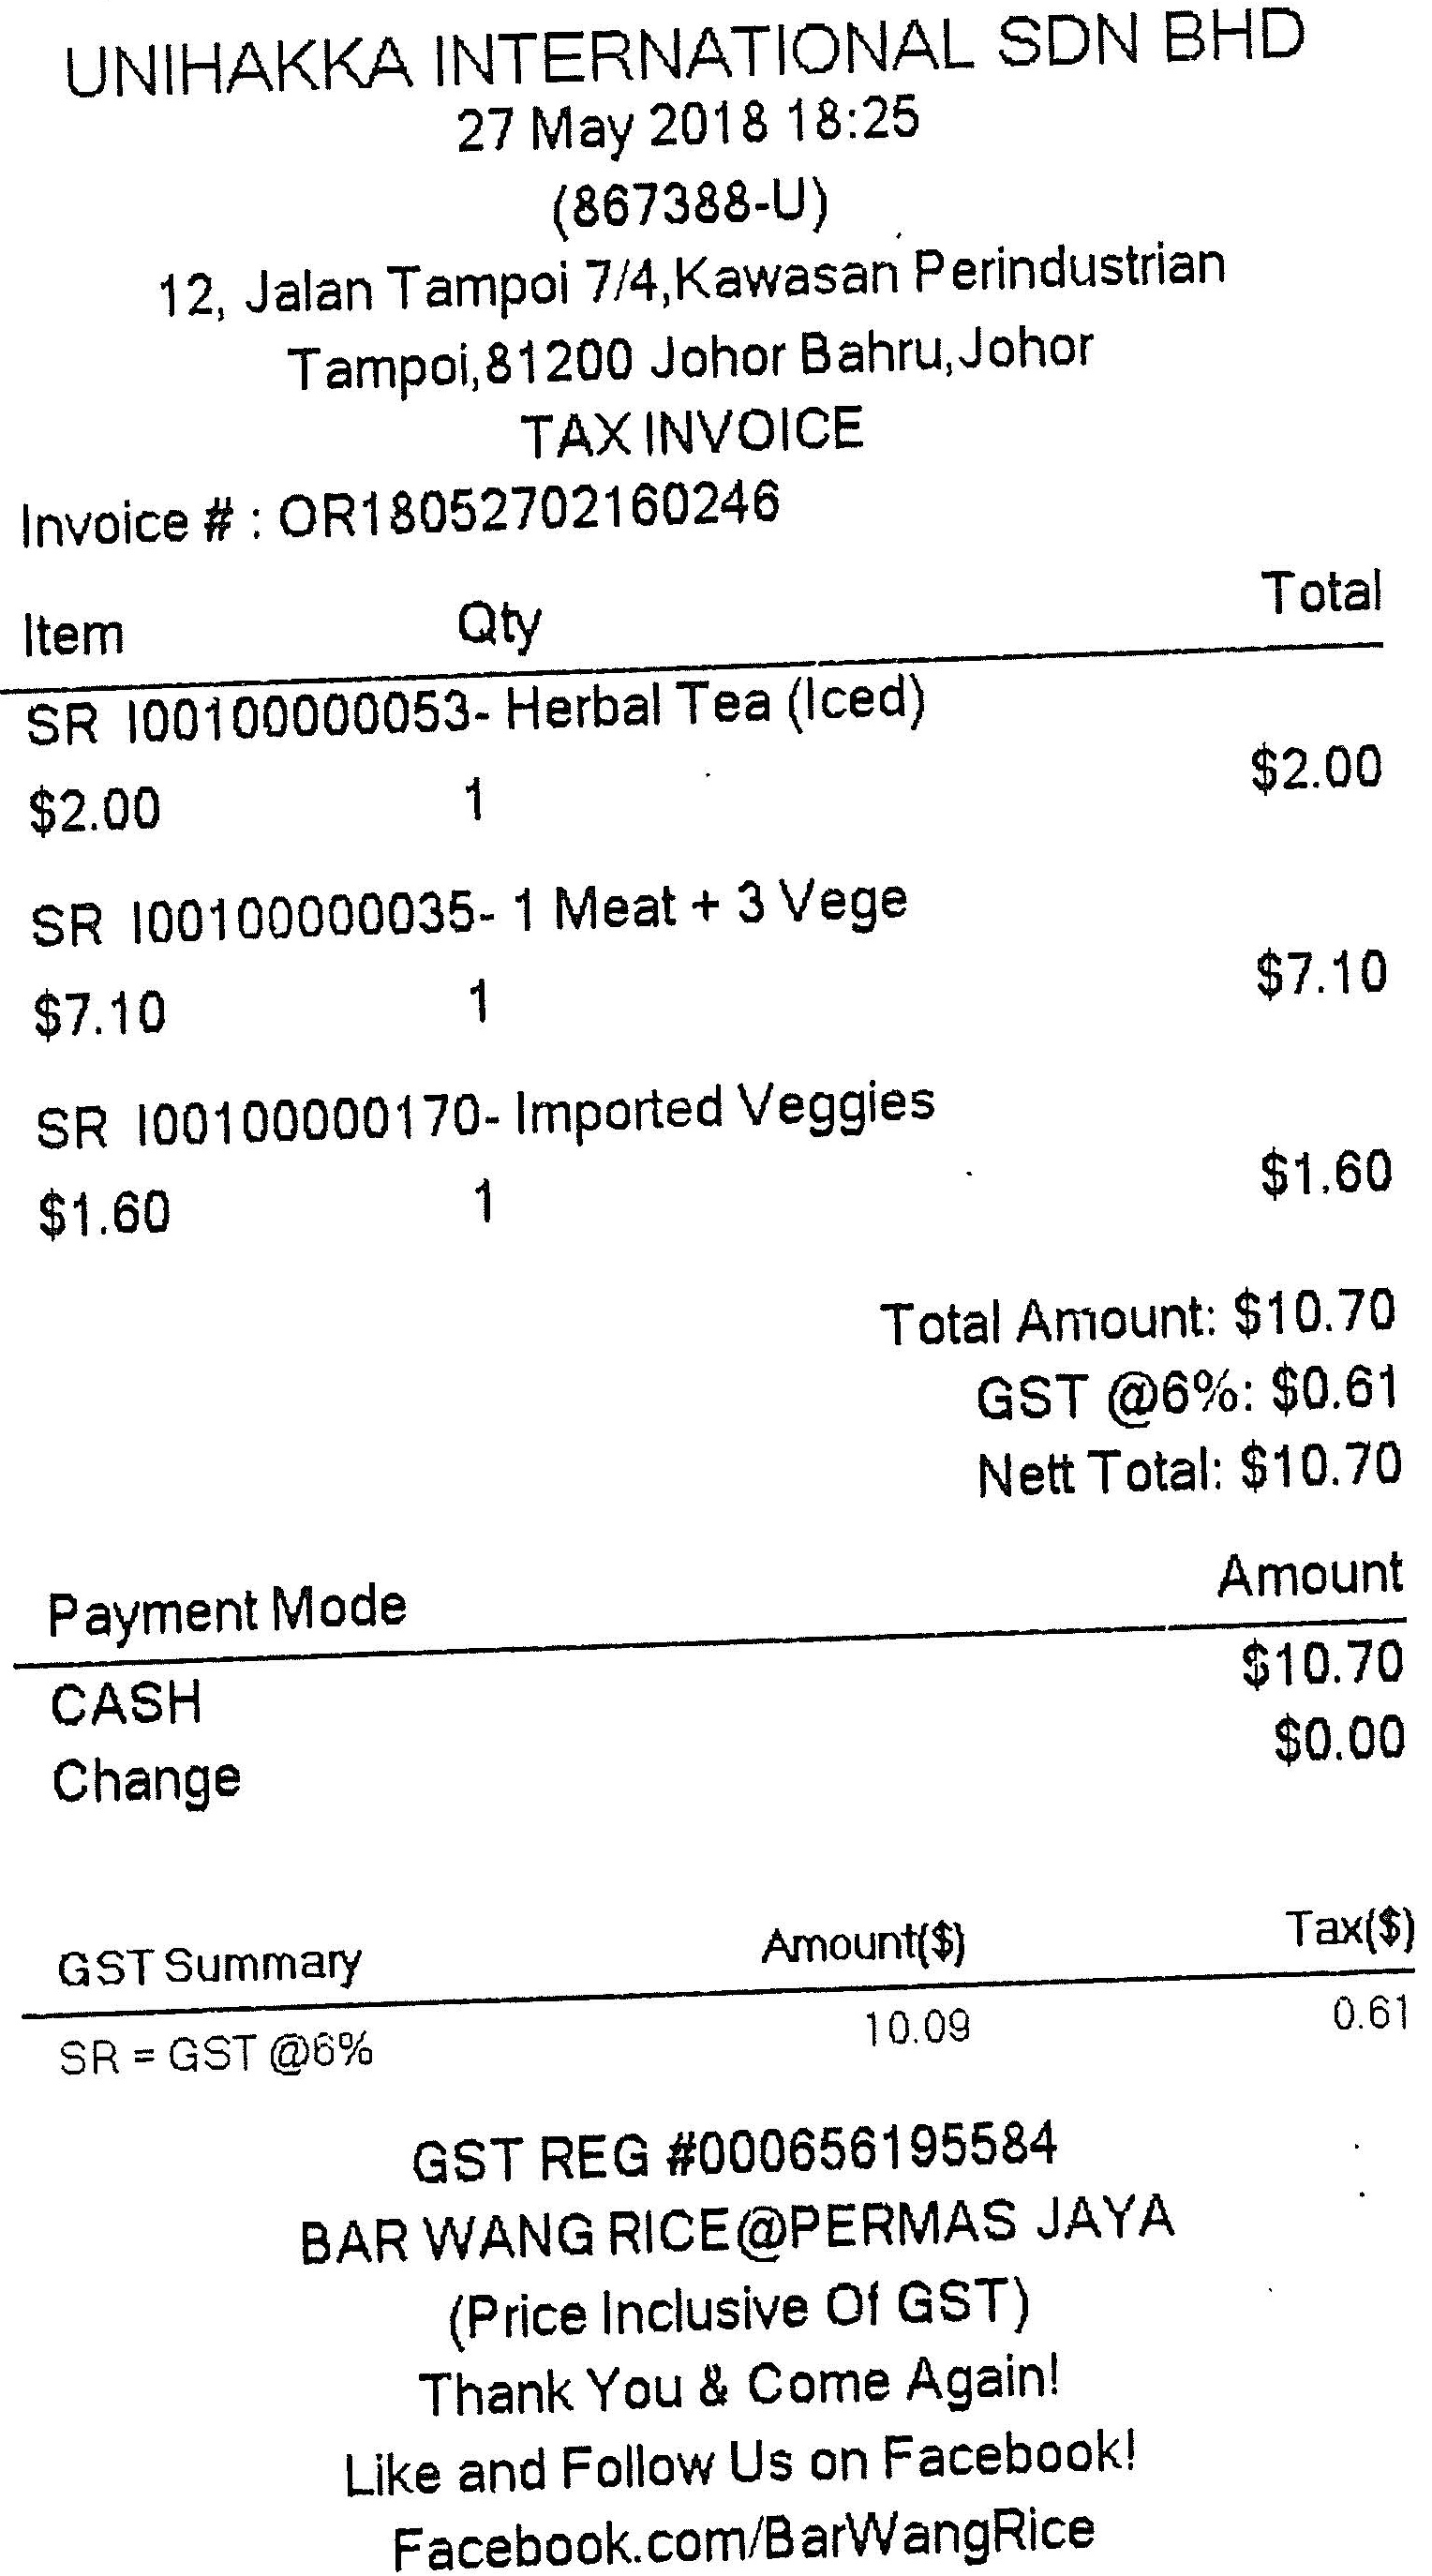 UNIHAKKA INTERNATIONAL SDN BHD
27 May 2018 18:25
(867388-U)
12, Jalan Tampoi 7/4,Kawasan Perindustrian
Tampoi,81200 Johor Bahru,Johor
TAX INVOICE
Invoice # : OR18052702160246
Item Qty Total
SR I00100000053- Herbal Tea (Iced)
$2.00 1 $2.00
SR I00100000035- 1 Meat + 3 Vege
$7.10 1 $7.10
SR I00100000170- Imported Veggies
$1.60 1 $1.60
Total Amount: $10.70
GST @6%: $0.61
Nett Total: $10.70
Payment Mode Amount
CASH $10.70
Change $0.00
GST Summary Amount($) Tax($)
SR = GST @6% 10.09 0.61
GST REG #000656195584
BAR WANG RICE@PERMAS JAYA
(Price Inclusive Of GST)
Thank You & Come Again!
Like and Follow Us on Facebook!
Facebook.com/BarWangRice